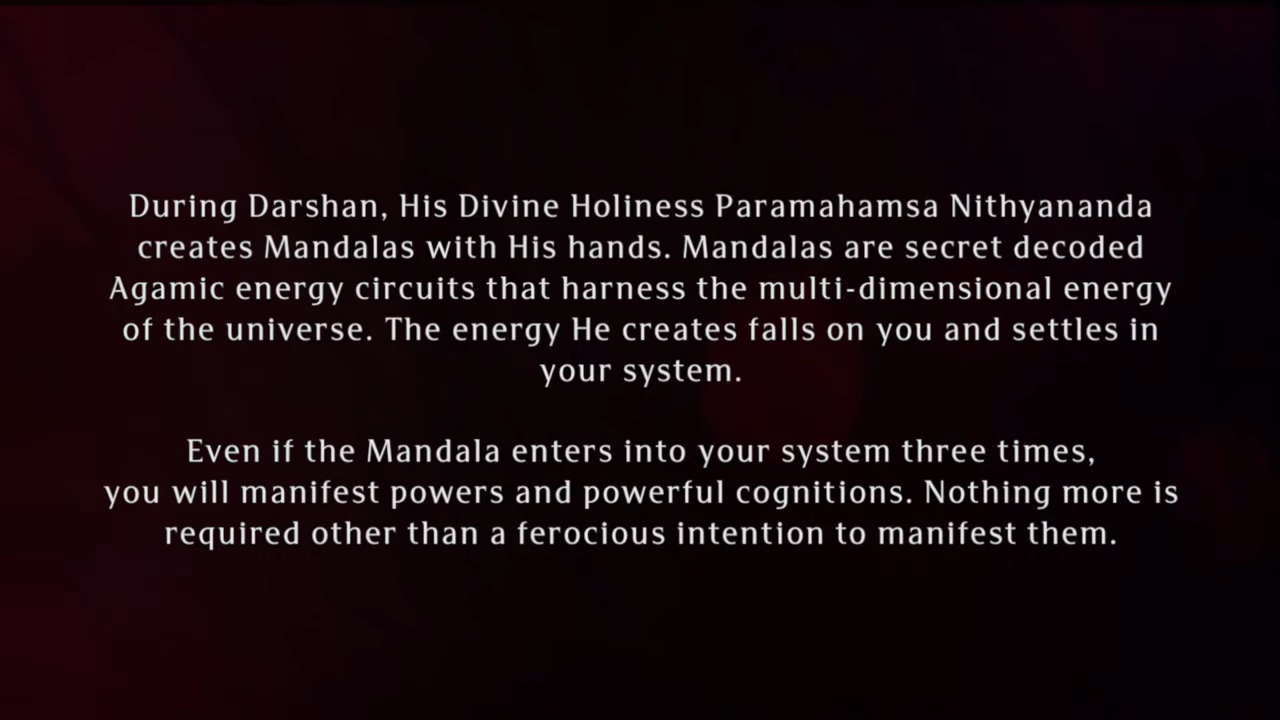 During Darshan, His Divine Holiness Paramahamsa Nithyananda
creates Mandalas with His hands. Mandalas are secret decoded
Agamic energy circuits that harness the multi-dimensional energy
of the universe. The energy He creates falls on you and settles in
your system.
Even if the Mandala enters into your system three times,
you will manifest powers and powerful cognitions. Nothing more is
required other than a ferocious intention to manifest them.